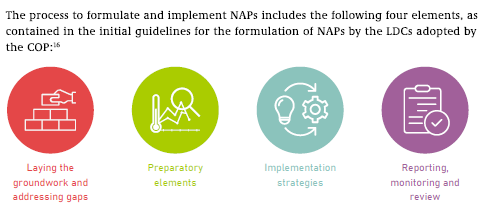 The process to formulate and implement NAPs includes the following four elements, as
contained in the initial guidelines for the formulation of NAPs by the LDCs adopted by
the COP:¹⁶
Laying the
groundwork and
addressing gaps
Preparatory
elements
Implementation
strategies
Reporting,
monitoring and
review